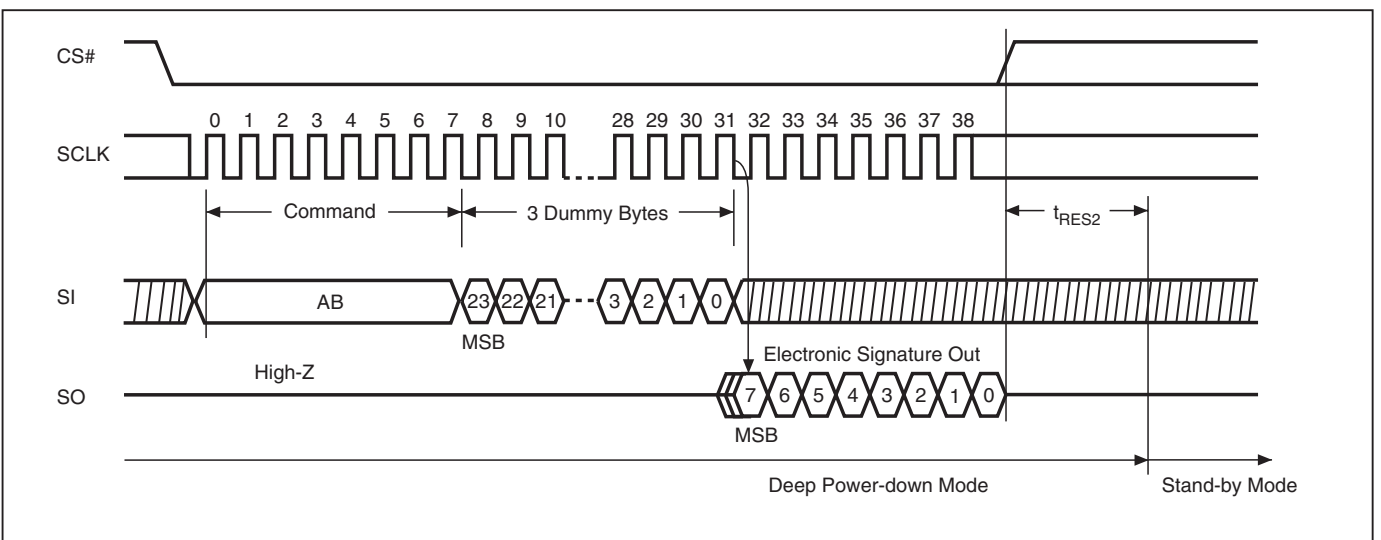 CS#
0 1 2 3 4 5 6 7 8 9 10 28 29 30 31 32 33 34 35 36 37 38
SCLK
Command
3 Dummy Bytes
tRES2
SI
AB
23 22 21 3 2 1 0
MSB
Electronic Signature Out
High-Z
SO
7 6 5 4 3 2 1 0
MSB
Deep Power-down Mode
Stand-by Mode